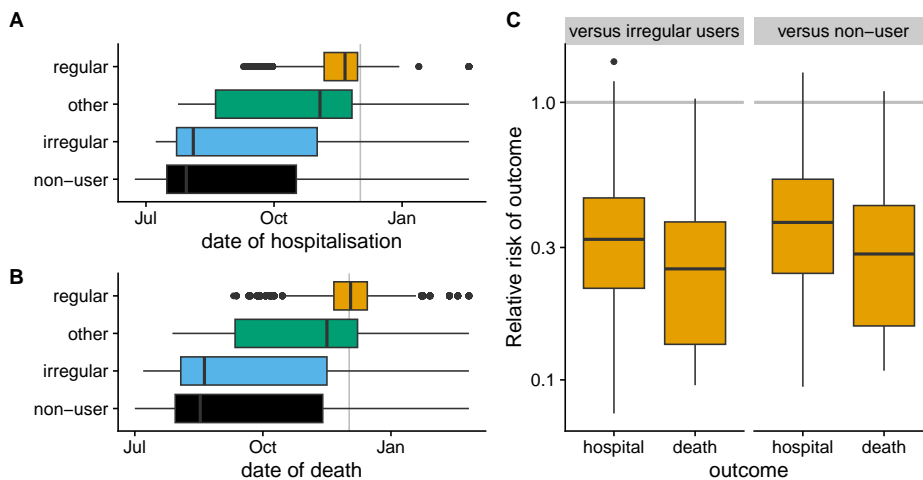 A
regular
other
irregular
non−user
Jul
Oct
Jan
date of hospitalisation
B
regular
other
irregular
non−user
Jul
Oct
Jan
date of death
C
versus irregular users
versus non−user
Relative risk of outcome
1.0
0.3
0.1
hospital
death
hospital
death
outcome